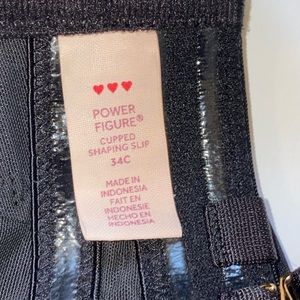 POWER
FIGURE®
CUPPED
SHAPING SLIP
34C
MADE IN
INDONESIA
FAIT EN
INDONESIE
HECHO EN
INDONESIA